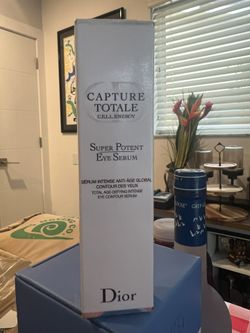 CAPTURE
TOTALE
CELL ENERGY
SUPER POTENT
EYE SERUM
SÉRUM INTENSE ANTI-ÂGE GLOBAL
CONTOUR DES YEUX
TOTAL AGE-DEFYING INTENSE
EYE CONTOUR SERUM
Dior